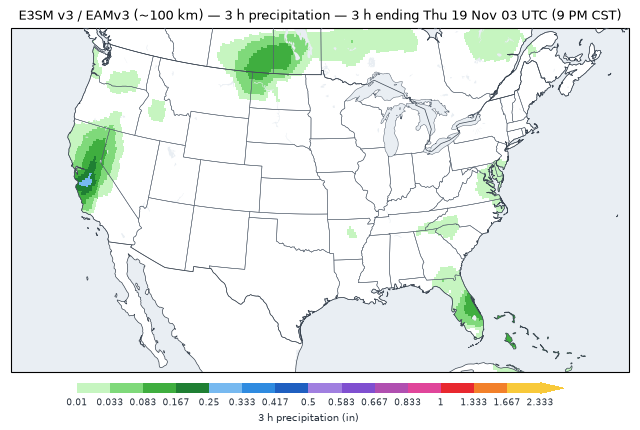 E3SM v3 / EAMv3 (~100 km) — 3 h precipitation — 3 h ending Thu 19 Nov 03 UTC (9 PM CST)
0.01 0.033 0.083 0.167 0.25 0.333 0.417 0.5 0.583 0.667 0.833 1 1.333 1.667 2.333
3 h precipitation (in)